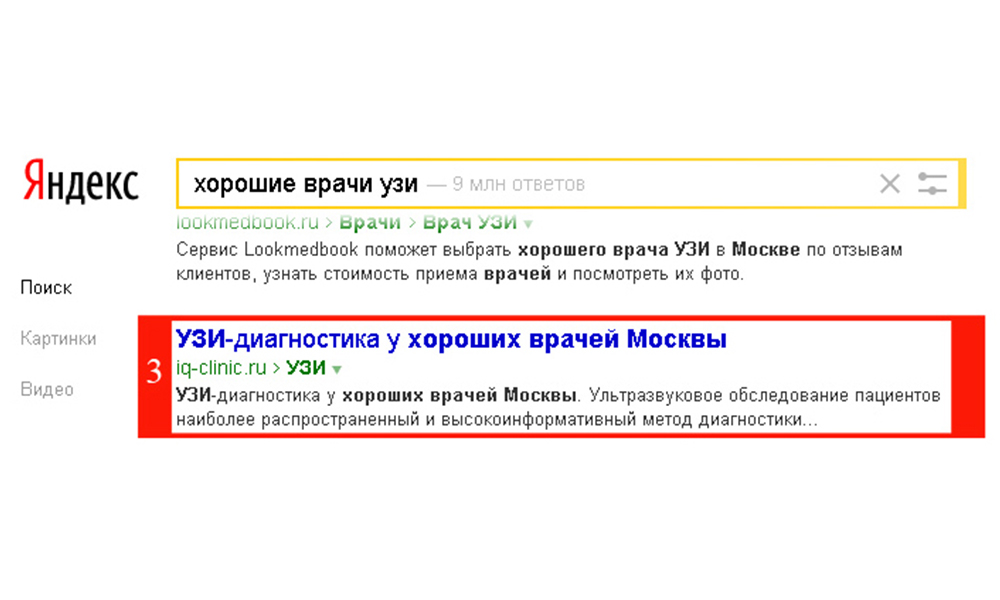 Яндекс
хорошие врачи узи — 9 млн ответов
lookmedbook.ru > Врачи > Врач УЗИ
Сервис Lookmedbook поможет выбрать хорошего врача УЗИ в Москве по отзывам
клиентов, узнать стоимость приема врачей и посмотреть их фото.
Поиск
Картинки
Видео
3
УЗИ-диагностика у хороших врачей Москвы
iq-clinic.ru > УЗИ
УЗИ-диагностика у хороших врачей Москвы. Ультразвуковое обследование пациентов
наиболее распространенный и высокоинформативный метод диагностики...